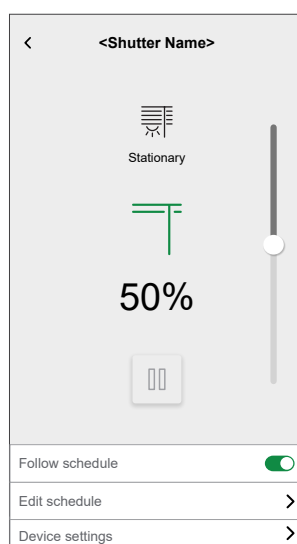 <Shutter Name>
Stationary
50%
Follow schedule
Edit schedule
Device settings